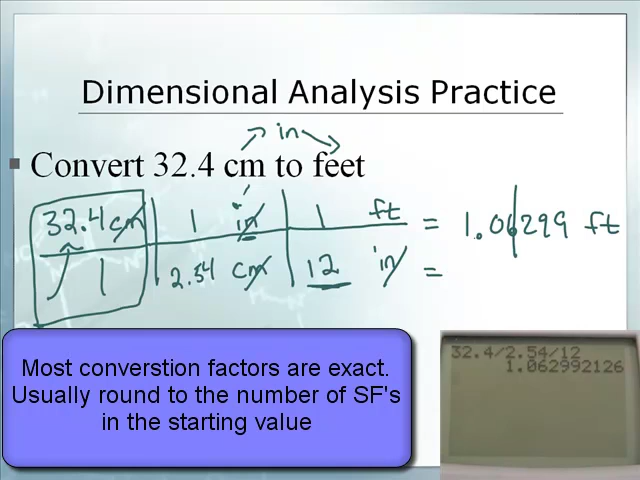 Dimensional Analysis Practice
in
Convert 32.4 cm to feet
32.4 cm 1 in 1 ft = 1.06299 ft
1 2.54 cm 12 in =
Most converstion factors are exact.
Usually round to the number of SF's
in the starting value
32.4/2.54/12
1.062992126